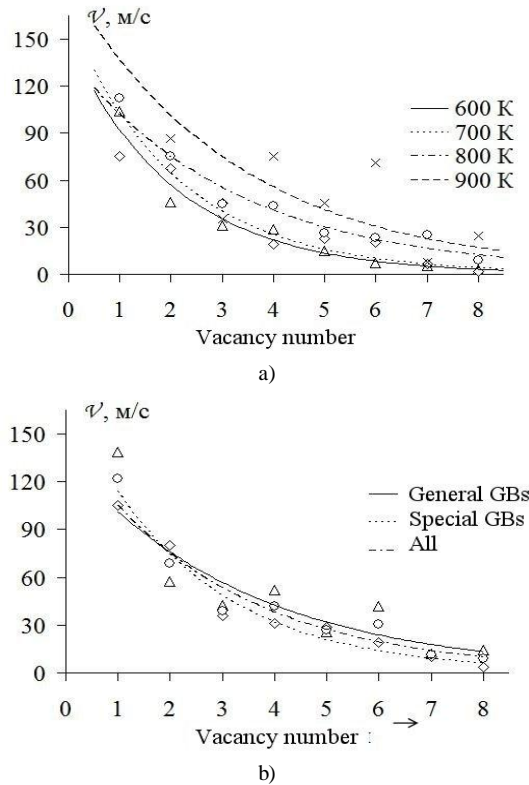 𝒱, м/с
150
120
90
60
30
0
600 K
700 K
800 K
900 K
0 1 2 3 4 5 6 7 8
Vacancy number
a)
𝒱, м/с
150
120
90
60
30
0
General GBs
Special GBs
All
0 1 2 3 4 5 6 7 8
Vacancy number :
b)